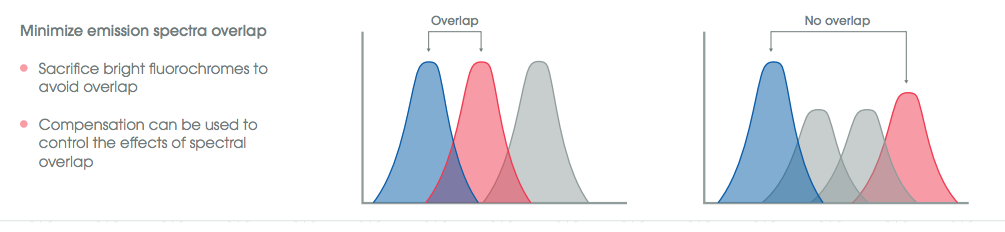 Minimize emission spectra overlap
Sacrifice bright fluorochromes to
avoid overlap
Compensation can be used to
control the effects of spectral
overlap
Overlap
No overlap